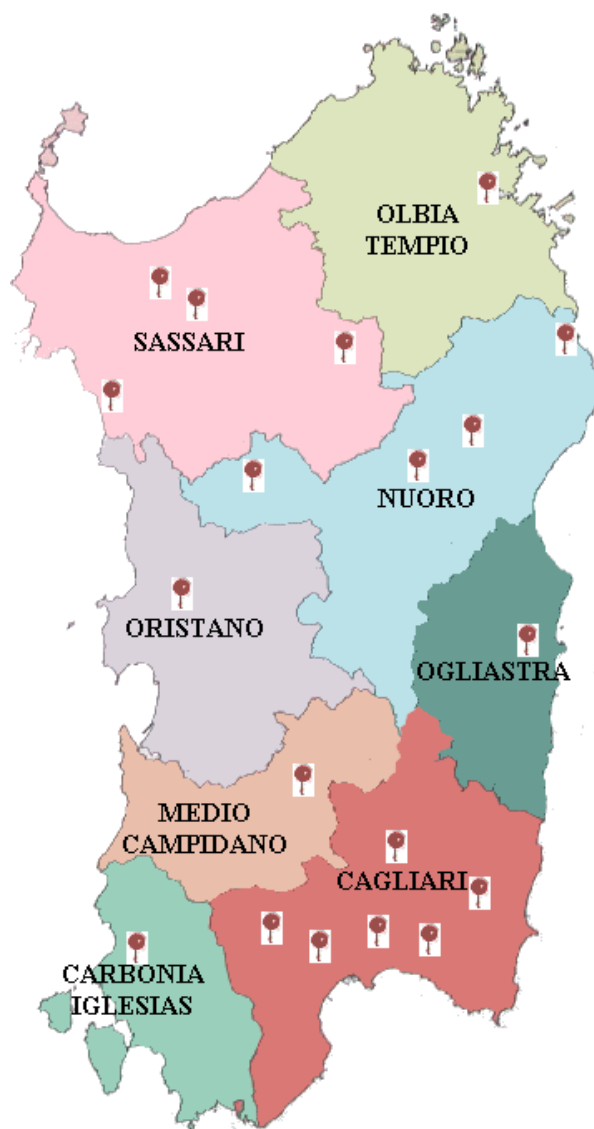 OLBIA
TEMPIO
SASSARI
NUORO
ORISTANO
OGLIASTRA
MEDIO
CAMPIDANO
CAGLIARI
CARBONIA
IGLESIAS